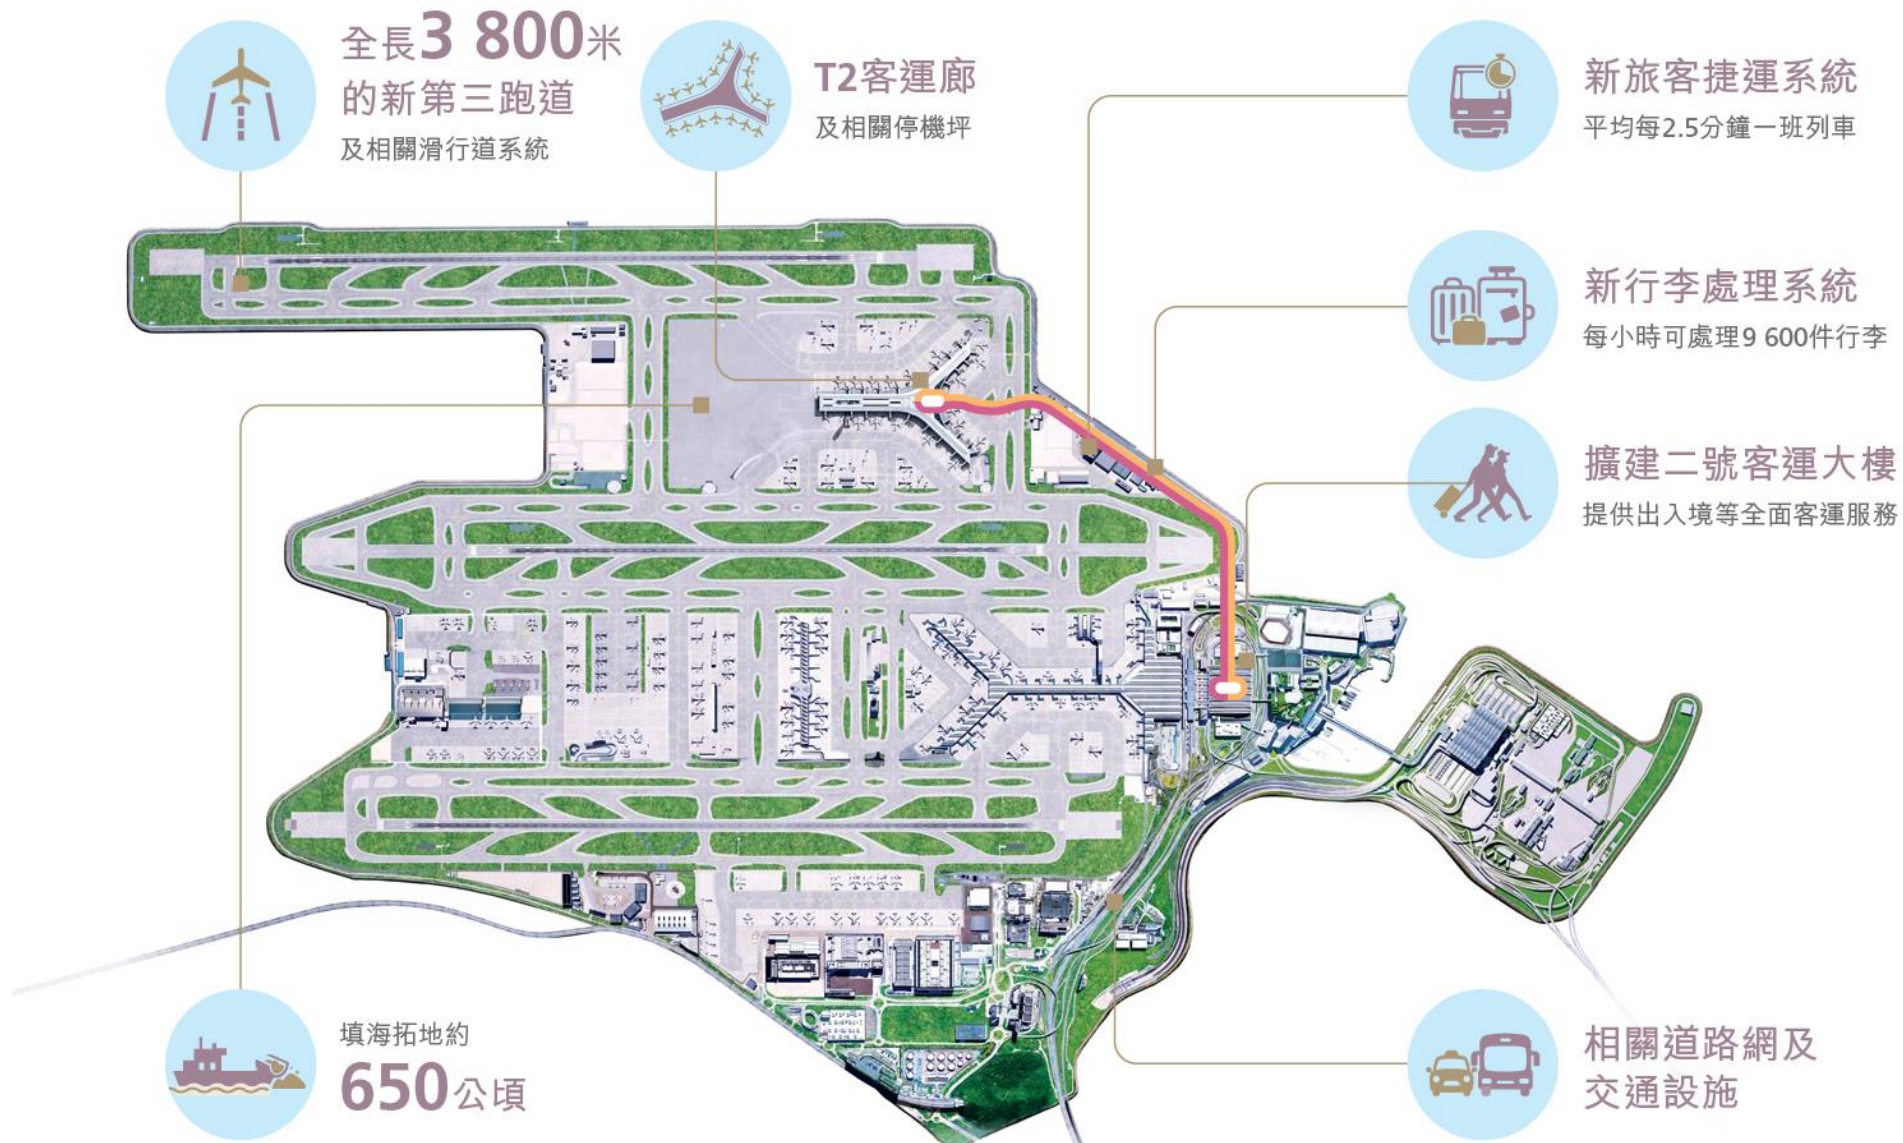 全長3 800米
的新第三跑道
及相關滑行道系統
T2客運廊
及相關停機坪
新旅客捷運系統
平均每2.5分鐘一班列車
新行李處理系統
每小時可處理9 600件行李
擴建二號客運大樓
提供出入境等全面客運服務
填海拓地約
650公頃
相關道路網及
交通設施